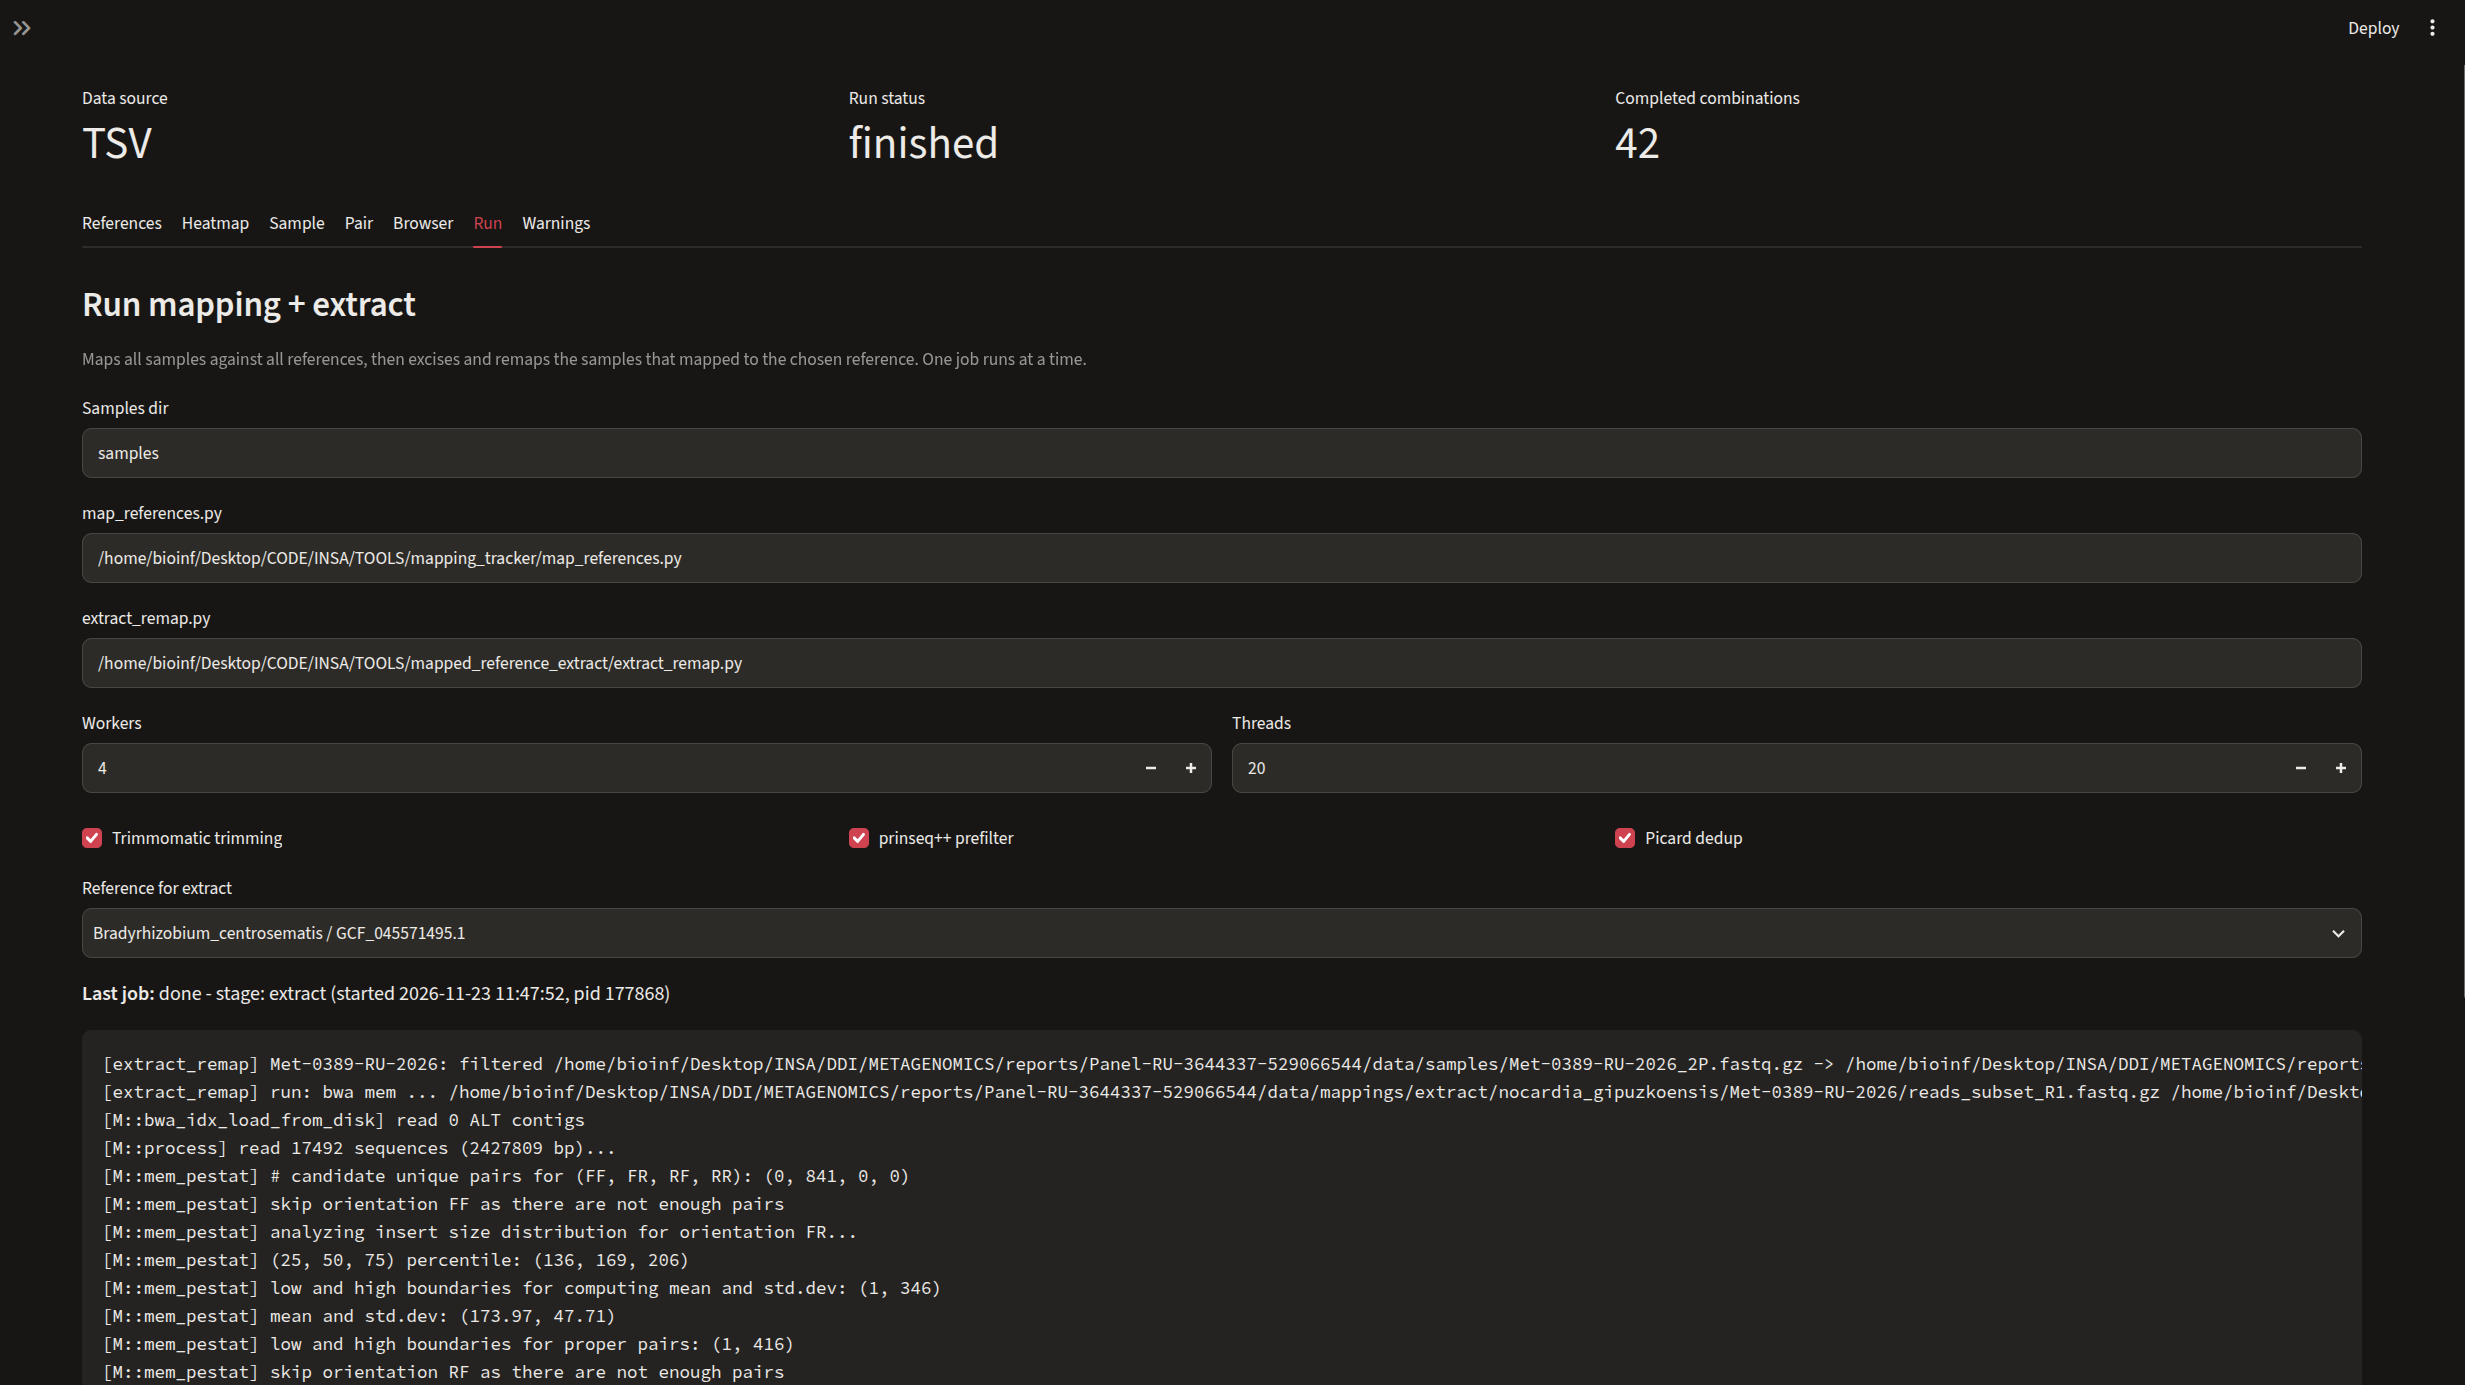 Deploy
Data source
Run status
Completed combinations
TSV
finished
42
References Heatmap Sample Pair Browser Run Warnings
Run mapping + extract
Maps all samples against all references, then excises and remaps the samples that mapped to the chosen reference. One job runs at a time.
Samples dir
samples
map_references.py
/home/bioinf/Desktop/CODE/INSA/TOOLS/mapping_tracker/map_references.py
extract_remap.py
/home/bioinf/Desktop/CODE/INSA/TOOLS/mapped_reference_extract/extract_remap.py
Workers
Threads
4
20
Trimmomatic trimming
prinseq++ prefilter
Picard dedup
Reference for extract
Bradyrhizobium_centrosematis / GCF_045571495.1
Last job: done - stage: extract (started 2026-11-23 11:47:52, pid 177868)
[extract_remap] Met-0389-RU-2026: filtered /home/bioinf/Desktop/INSA/DDI/METAGENOMICS/reports/Panel-RU-3644337-529066544/data/samples/Met-0389-RU-2026_2P.fastq.gz -> /home/bioinf/Desktop/INSA/DDI/METAGENOMICS/reports
[extract_remap] run: bwa mem ... /home/bioinf/Desktop/INSA/DDI/METAGENOMICS/reports/Panel-RU-3644337-529066544/data/mappings/extract/nocardia_gipuzkoensis/Met-0389-RU-2026/reads_subset_R1.fastq.gz /home/bioinf/Deskto
[M::bwa_idx_load_from_disk] read 0 ALT contigs
[M::process] read 17492 sequences (2427809 bp)...
[M::mem_pestat] # candidate unique pairs for (FF, FR, RF, RR): (0, 841, 0, 0)
[M::mem_pestat] skip orientation FF as there are not enough pairs
[M::mem_pestat] analyzing insert size distribution for orientation FR...
[M::mem_pestat] (25, 50, 75) percentile: (136, 169, 206)
[M::mem_pestat] low and high boundaries for computing mean and std.dev: (1, 346)
[M::mem_pestat] mean and std.dev: (173.97, 47.71)
[M::mem_pestat] low and high boundaries for proper pairs: (1, 416)
[M::mem_pestat] skip orientation RF as there are not enough pairs